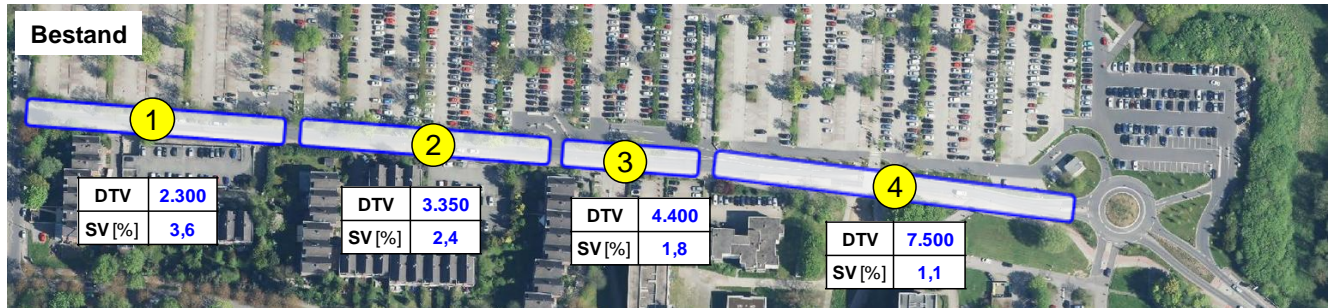 Bestand
1
2
3
4
DTV 2.300
SV [%] 3,6
DTV 3.350
SV [%] 2,4
DTV 4.400
SV [%] 1,8
DTV 7.500
SV [%] 1,1